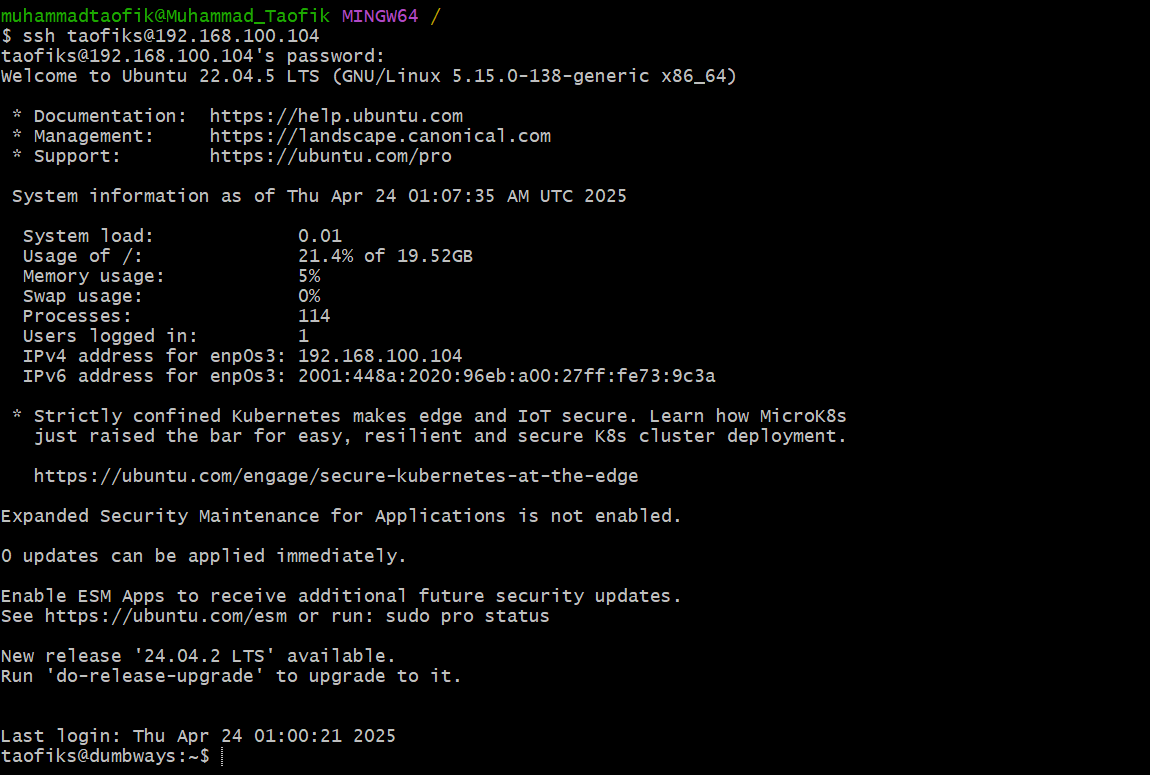 muhammadtaofik@Muhammad_Taofik MINGW64 /
$ ssh taofiks@192.168.100.104
taofiks@192.168.100.104's password:
Welcome to Ubuntu 22.04.5 LTS (GNU/Linux 5.15.0-138-generic x86_64)
* Documentation:  https://help.ubuntu.com
* Management:     https://landscape.canonical.com
* Support:        https://ubuntu.com/pro
System information as of Thu Apr 24 01:07:35 AM UTC 2025
System load:             0.01
Usage of /:              21.4% of 19.52GB
Memory usage:            5%
Swap usage:              0%
Processes:               114
Users logged in:         1
IPv4 address for enp0s3: 192.168.100.104
IPv6 address for enp0s3: 2001:448a:2020:96eb:a00:27ff:fe73:9c3a
* Strictly confined Kubernetes makes edge and IoT secure. Learn how MicroK8s
just raised the bar for easy, resilient and secure K8s cluster deployment.
https://ubuntu.com/engage/secure-kubernetes-at-the-edge
Expanded Security Maintenance for Applications is not enabled.
0 updates can be applied immediately.
Enable ESM Apps to receive additional future security updates.
See https://ubuntu.com/esm or run: sudo pro status
New release '24.04.2 LTS' available.
Run 'do-release-upgrade' to upgrade to it.
Last login: Thu Apr 24 01:00:21 2025
taofiks@dumbways:~$